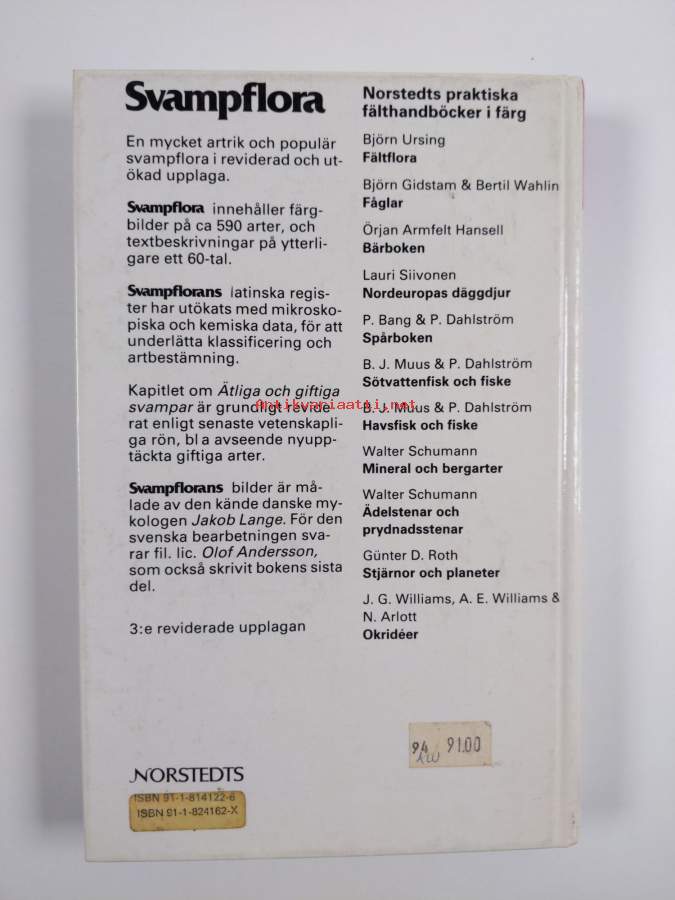 Svampflora
En mycket artrik och populär
svampflora i reviderad och ut-
ökad upplaga.
Svampflora innehåller färg-
bilder på ca 590 arter, och
textbeskrivningar på ytterli-
gare ett 60-tal.
Svampflorans latinska regis-
ter har utökats med mikrosko-
piska och kemiska data, för att
underlätta klassificering och
artbestämning.
Kapitlet om Ätliga och giftiga
svampar är grundligt revide
rat enligt senaste vetenskapli-
ga rön, bl a avseende nyupp-
täckta giftiga arter.
Svampflorans bilder är må-
lade av den kände danske my-
kologen Jakob Lange. För den
svenska bearbetningen sva-
rar fil. lic. Olof Andersson,
som också skrivit bokens sista
del.
3:e reviderade upplagan
NORSTEDTS
ISBN 91-1-814122-6
ISBN 91-1-824162-X
Norstedts praktiska
fälthandböcker i färg
Björn Ursing
Fältflora
Björn Gidstam & Bertil Wahlin
Fåglar
Örjan Armfelt Hansell
Bärboken
Lauri Siivonen
Nordeuropas däggdjur
P. Bang & P. Dahlström
Spårboken
B. J. Muus & P. Dahlström
Sötvattenfisk och fiske
B. J. Muus & P. Dahlström
Havsfisk och fiske
Walter Schumann
Mineral och bergarter
Walter Schumann
Ädelstenar och
prydnadsstenar
Günter D. Roth
Stjärnor och planeter
J. G. Williams, A. E. Williams &
N. Arlott
Okridéer
94 91.00
KW
antikvariaatti.net